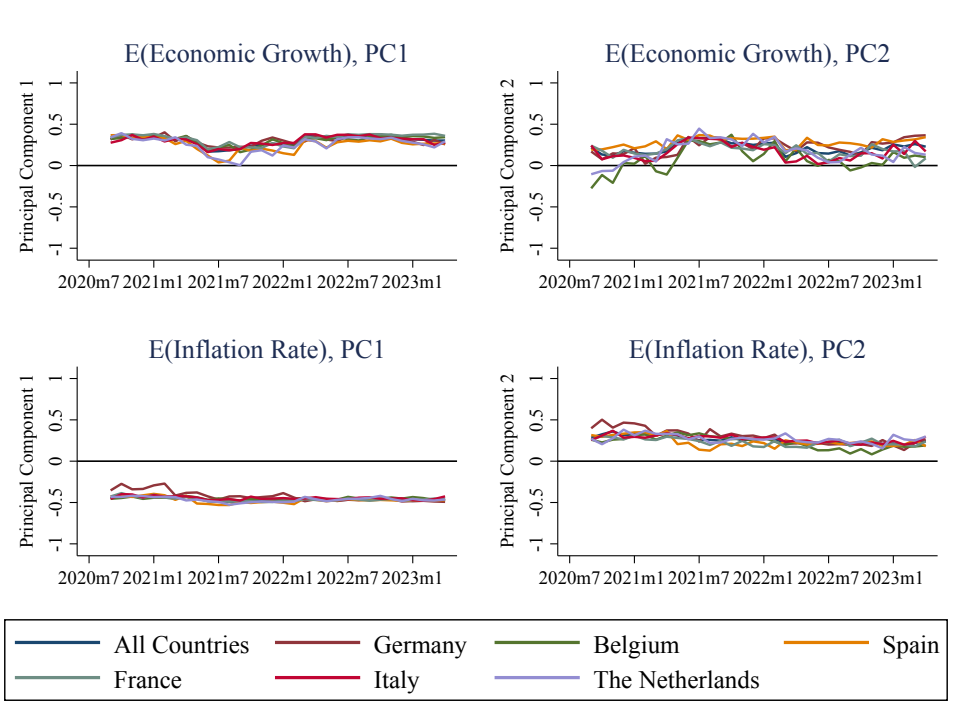 E(Economic Growth), PC1
Principal Component 1
1
0.5
0
-0.5
-1
2020m7 2021m1 2021m7 2022m1 2022m7 2023m1
E(Economic Growth), PC2
Principal Component 2
1
0.5
0
-0.5
-1
2020m7 2021m1 2021m7 2022m1 2022m7 2023m1
E(Inflation Rate), PC1
Principal Component 1
1
0.5
0
-0.5
-1
2020m7 2021m1 2021m7 2022m1 2022m7 2023m1
E(Inflation Rate), PC2
Principal Component 2
1
0.5
0
-0.5
-1
2020m7 2021m1 2021m7 2022m1 2022m7 2023m1
All Countries Germany Belgium Spain
France Italy The Netherlands